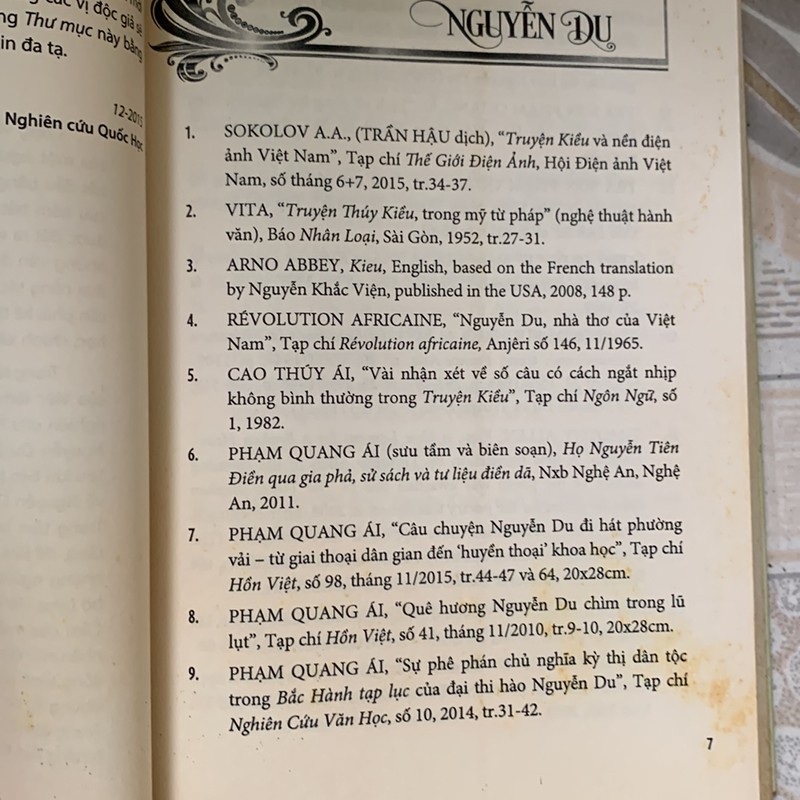 các vị độc giả sẽ
Thư mục này bằng
in đa tạ.
12-2015
Nghiên cứu Quốc Học
NGUYỄN DU
1. SOKOLOV A.A., (TRẦN HẬU dịch), “Truyện Kiều và nền điện
ảnh Việt Nam”, Tạp chí Thế Giới Điện Ảnh, Hội Điện ảnh Việt
Nam, số tháng 6+7, 2015, tr.34-37.
2. VITA, “Truyện Thúy Kiều, trong mỹ từ pháp” (nghệ thuật hành
văn), Báo Nhân Loại, Sài Gòn, 1952, tr.27-31.
3. ARNO ABBEY, Kieu, English, based on the French translation
by Nguyễn Khắc Viện, published in the USA, 2008, 148 p.
4. RÉVOLUTION AFRICAINE, “Nguyễn Du, nhà thơ của Việt
Nam”, Tạp chí Révolution africaine, Anjêri số 146, 11/1965.
5. CAO THÚY ÁI, “Vài nhận xét về số câu có cách ngắt nhịp
không bình thường trong Truyện Kiều”, Tạp chí Ngôn Ngữ, số
1, 1982.
6. PHẠM QUANG ÁI (sưu tầm và biên soạn), Họ Nguyễn Tiên
Điền qua gia phả, sử sách và tư liệu điền dã, Nxb Nghệ An, Nghệ
An, 2011.
7. PHẠM QUANG ÁI, “Câu chuyện Nguyễn Du đi hát phường
vải – từ giai thoại dân gian đến ‘huyền thoại’ khoa học”, Tạp chí
Hồn Việt, số 98, tháng 11/2015, tr.44-47 và 64, 20x28cm.
8. PHẠM QUANG ÁI, “Quê hương Nguyễn Du chìm trong lũ
lụt”, Tạp chí Hồn Việt, số 41, tháng 11/2010, tr.9-10, 20x28cm.
9. PHẠM QUANG ÁI, “Sự phê phán chủ nghĩa kỳ thị dân tộc
trong Bắc Hành tạp lục của đại thi hào Nguyễn Du”, Tạp chí
Nghiên Cứu Văn Học, số 10, 2014, tr.31-42.
7